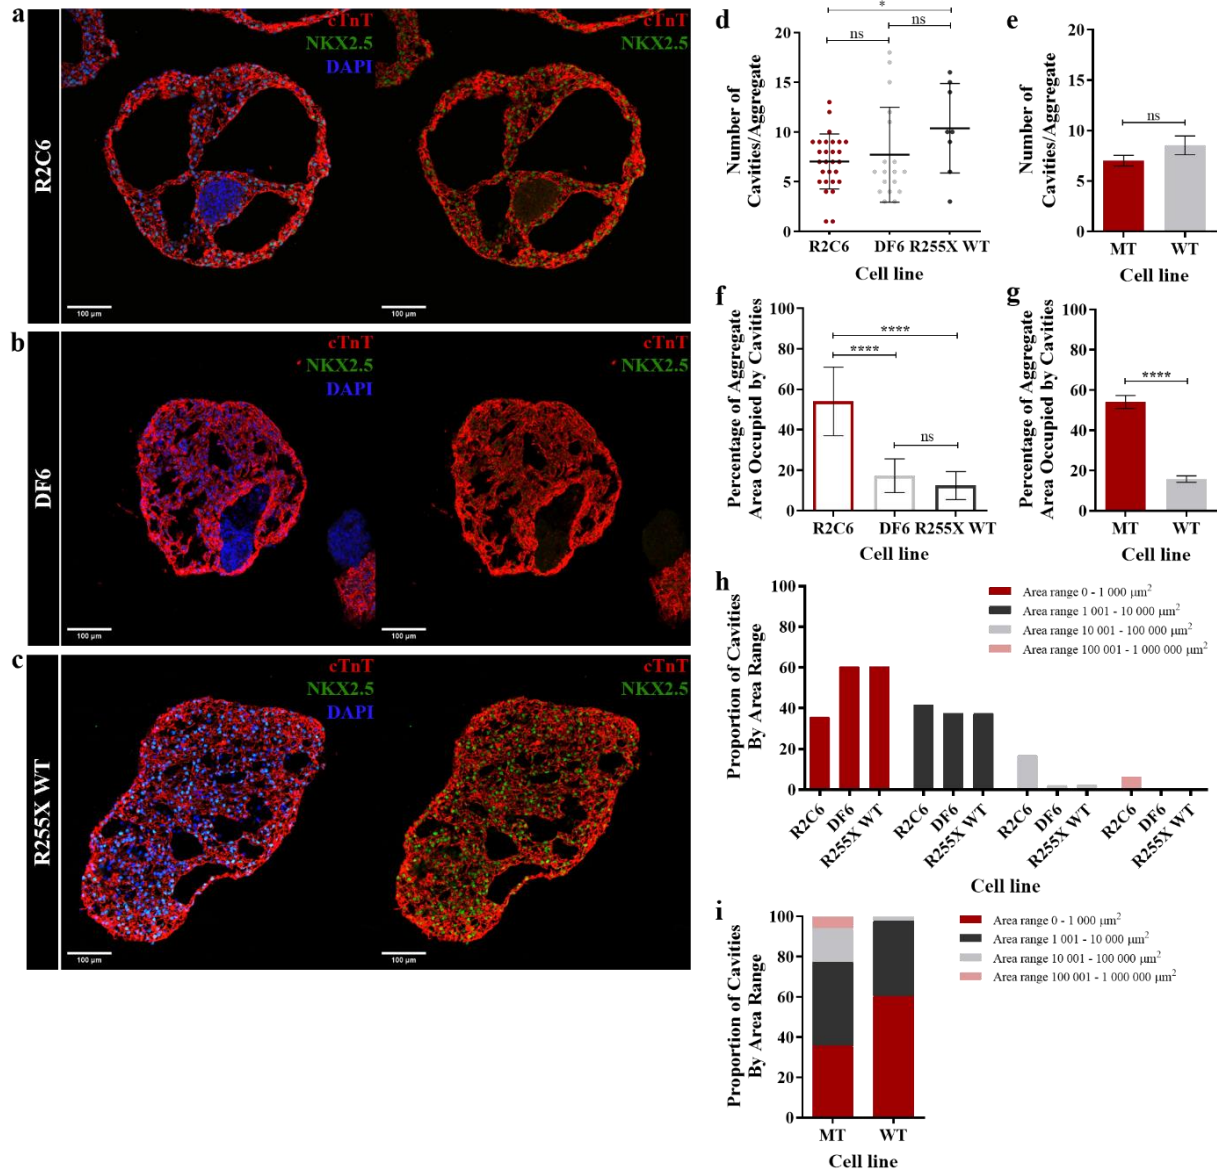 a
R2C6
cTnT
NKX2.5
DAPI
cTnT
NKX2.5
100 µm
100 µm
b
DF6
cTnT
NKX2.5
DAPI
cTnT
NKX2.5
100 µm
100 µm
c
R255X WT
cTnT
NKX2.5
DAPI
cTnT
NKX2.5
100 µm
100 µm
d
Number of
Cavities/Aggregate
20
15
10
5
0
*
ns
ns
R2C6 DF6 R255X WT
Cell line
e
Number of
Cavities/Aggregate
20
15
10
5
0
ns
MT WT
Cell line
f
Percentage of Aggregate
Area Occupied by Cavities
100
80
60
40
20
0
****
****
ns
R2C6 DF6 R255X WT
Cell line
g
Percentage of Aggregate
Area Occupied by Cavities
100
80
60
40
20
0
****
MT WT
Cell line
h
Proportion of Cavities
By Area Range
100
80
60
40
20
0
Area range 0 - 1 000 µm²
Area range 1 001 - 10 000 µm²
Area range 10 001 - 100 000 µm²
Area range 100 001 - 1 000 000 µm²
R2C6 DF6 R255X WT R2C6 DF6 R255X WT R2C6 DF6 R255X WT R2C6 DF6 R255X WT
Cell line
i
Proportion of Cavities
By Area Range
100
80
60
40
20
0
Area range 0 - 1 000 µm²
Area range 1 001 - 10 000 µm²
Area range 10 001 - 100 000 µm²
Area range 100 001 - 1 000 000 µm²
MT WT
Cell line